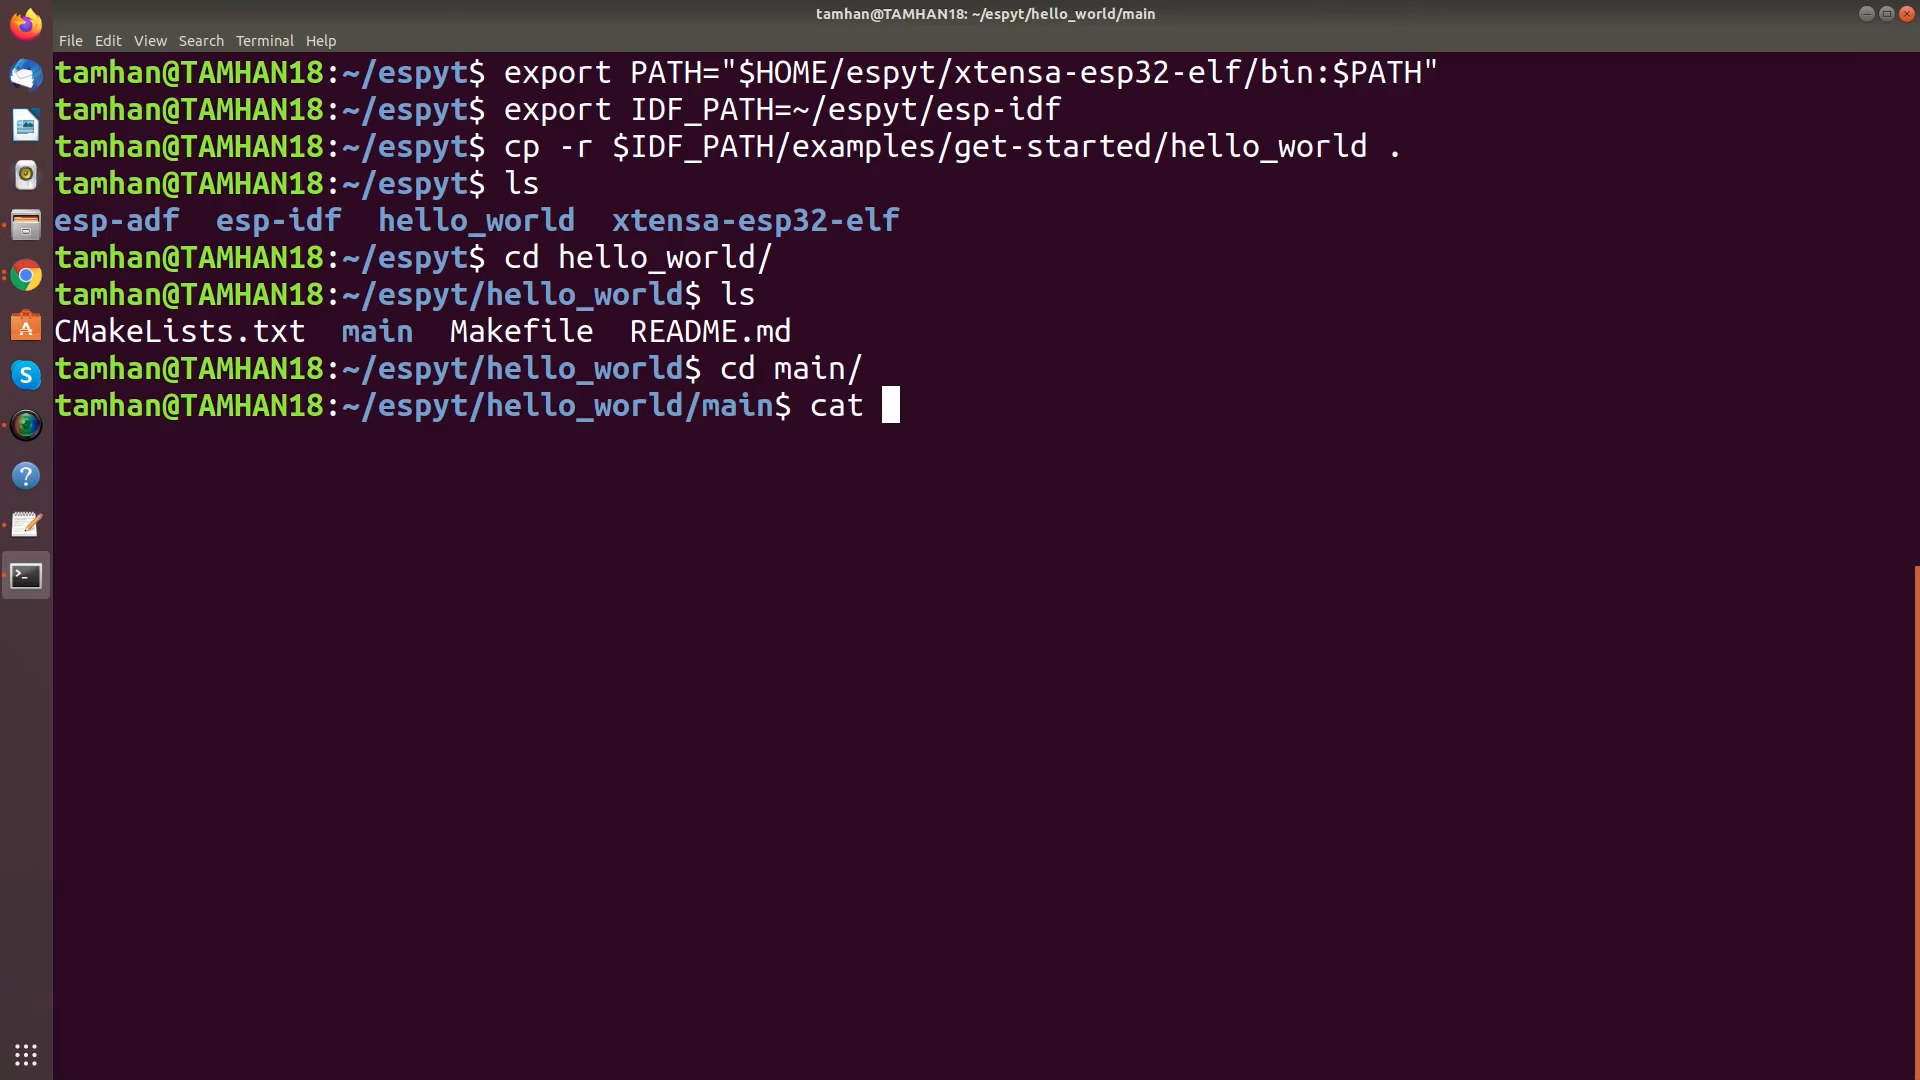 tamhan@TAMHAN18: ~/espyt/hello_world/main
File Edit View Search Terminal Help
tamhan@TAMHAN18:~/espyt$ export PATH="$HOME/espyt/xtensa-esp32-elf/bin:$PATH"
tamhan@TAMHAN18:~/espyt$ export IDF_PATH=~/espyt/esp-idf
tamhan@TAMHAN18:~/espyt$ cp -r $IDF_PATH/examples/get-started/hello_world .
tamhan@TAMHAN18:~/espyt$ ls
esp-adf  esp-idf  hello_world  xtensa-esp32-elf
tamhan@TAMHAN18:~/espyt$ cd hello_world/
tamhan@TAMHAN18:~/espyt/hello_world$ ls
CMakeLists.txt  main  Makefile  README.md
tamhan@TAMHAN18:~/espyt/hello_world$ cd main/
tamhan@TAMHAN18:~/espyt/hello_world/main$ cat